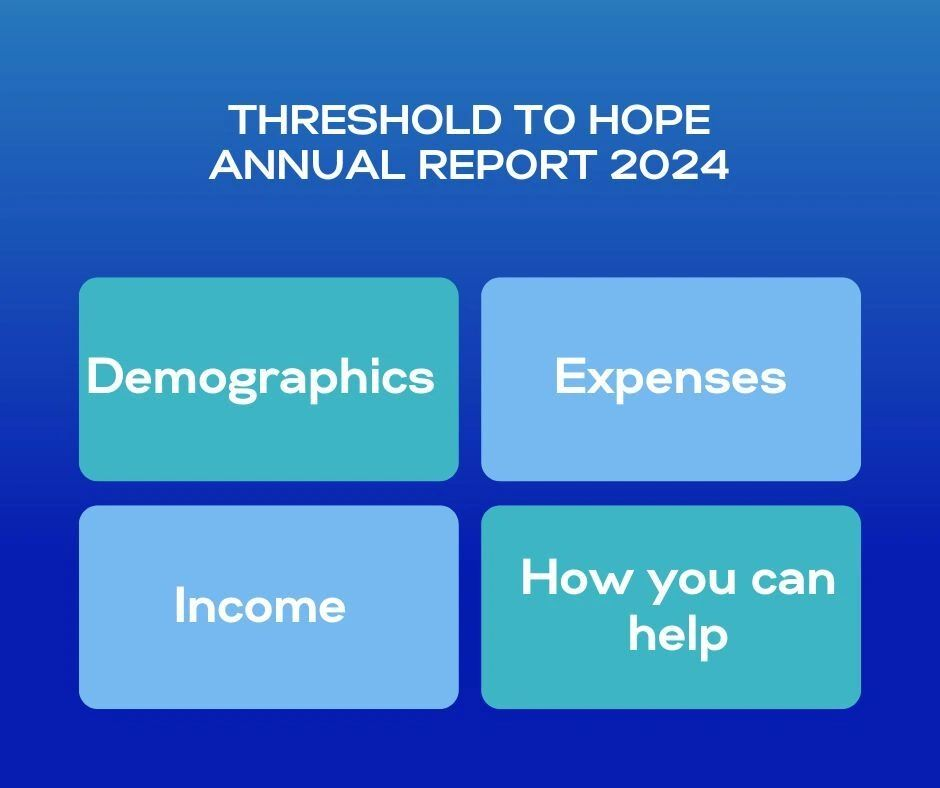 THRESHOLD TO HOPE
ANNUAL REPORT 2024
Demographics
Expenses
Income
How you can
help